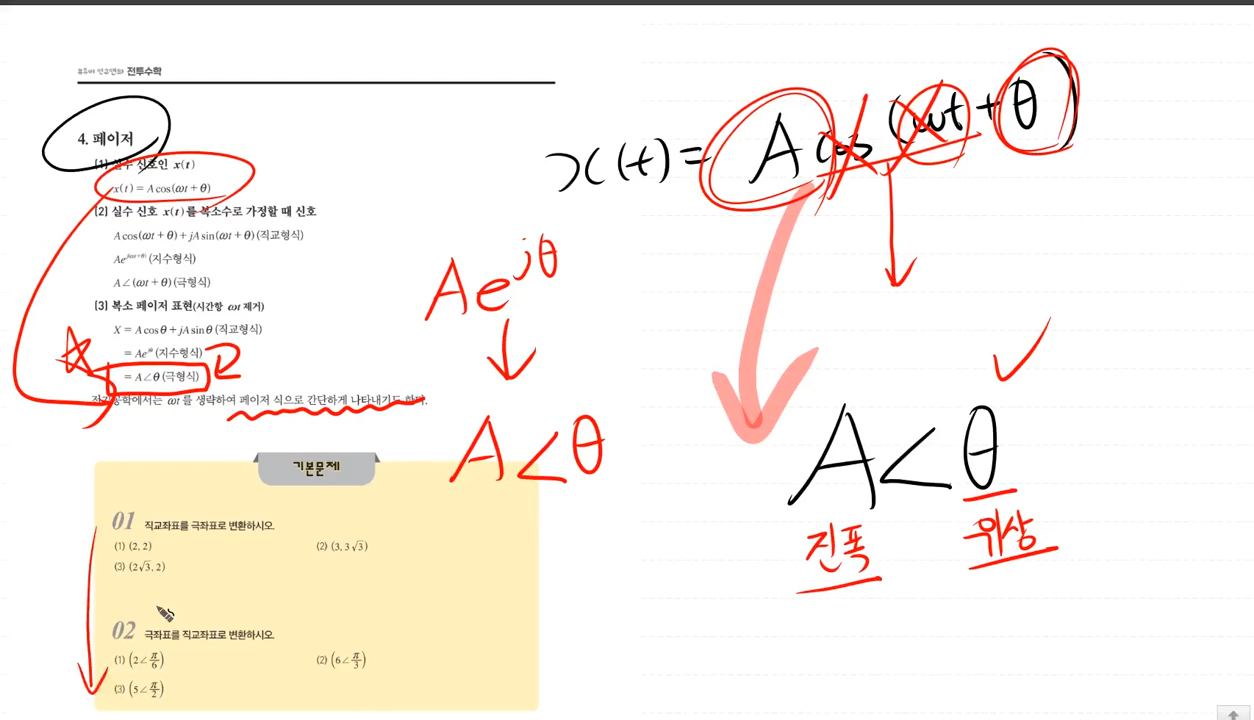 전투수학
4. 페이저
(1) 실수 신호인 x(t)
x(t) = A cos(ωt + θ)
(2) 실수 신호 x(t)를 복소수로 가정할 때 신호
A cos(ωt + θ) + jA sin(ωt + θ) (직교형식)
Ae^{j(ωt+θ)} (지수형식)
A∠(ωt + θ) (극형식)
(3) 복소 페이저 표현(시간항 ωt 제거)
X = A cos θ + jA sin θ (직교형식)
= Ae^{jθ} (지수형식)
= A∠θ (극형식)
전기공학에서는 ωt를 생략하여 페이저 식으로 간단하게 나타내기도 한다.
기본문제
01 직교좌표를 극좌표로 변환하시오.
(1) (2, 2) (2) (3, 3√3)
(3) (2√3, 2)
02 극좌표를 직교좌표로 변환하시오.
(1) (2∠π/6) (2) (6∠π/3)
(3) (5∠π/2)
Ae^{jθ}
A∠θ
x(t) = A cos(ωt + θ)
A∠θ
진폭 위상